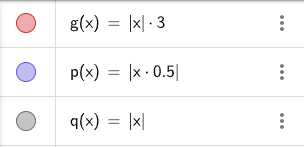 g(x) = |x| · 3
p(x) = |x · 0.5|
q(x) = |x|